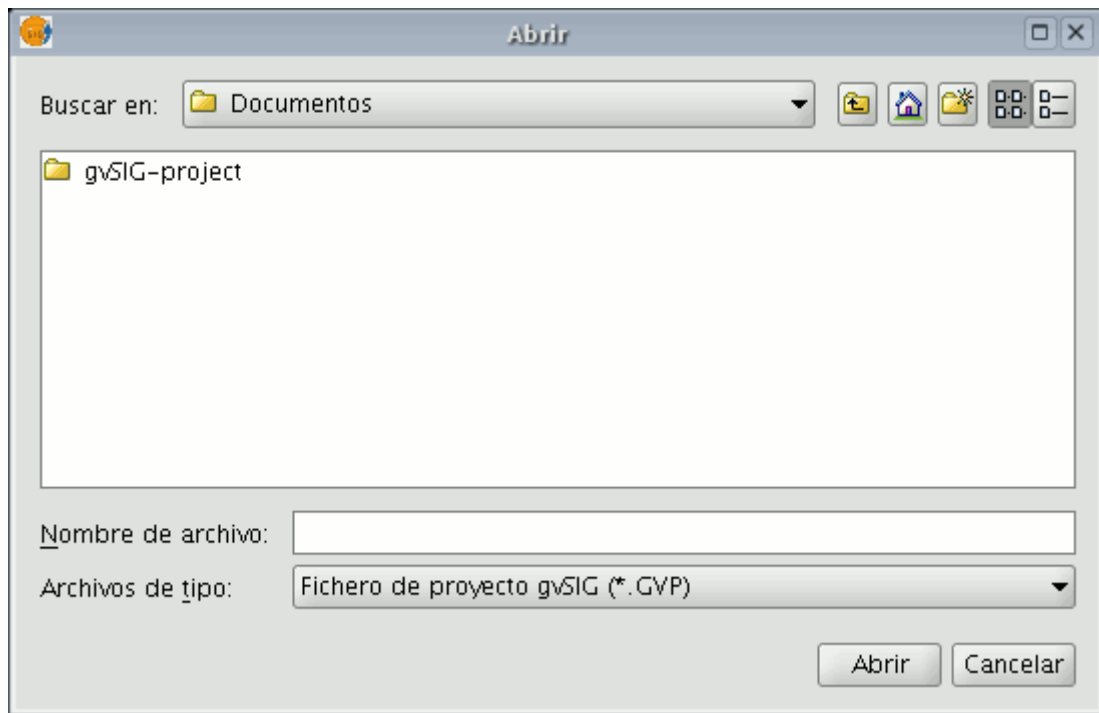 Abrir
Buscar en: Documentos
gvSIG-project
Nombre de archivo:
Archivos de tipo: Fichero de proyecto gvSIG (*.GVP)
Abrir Cancelar